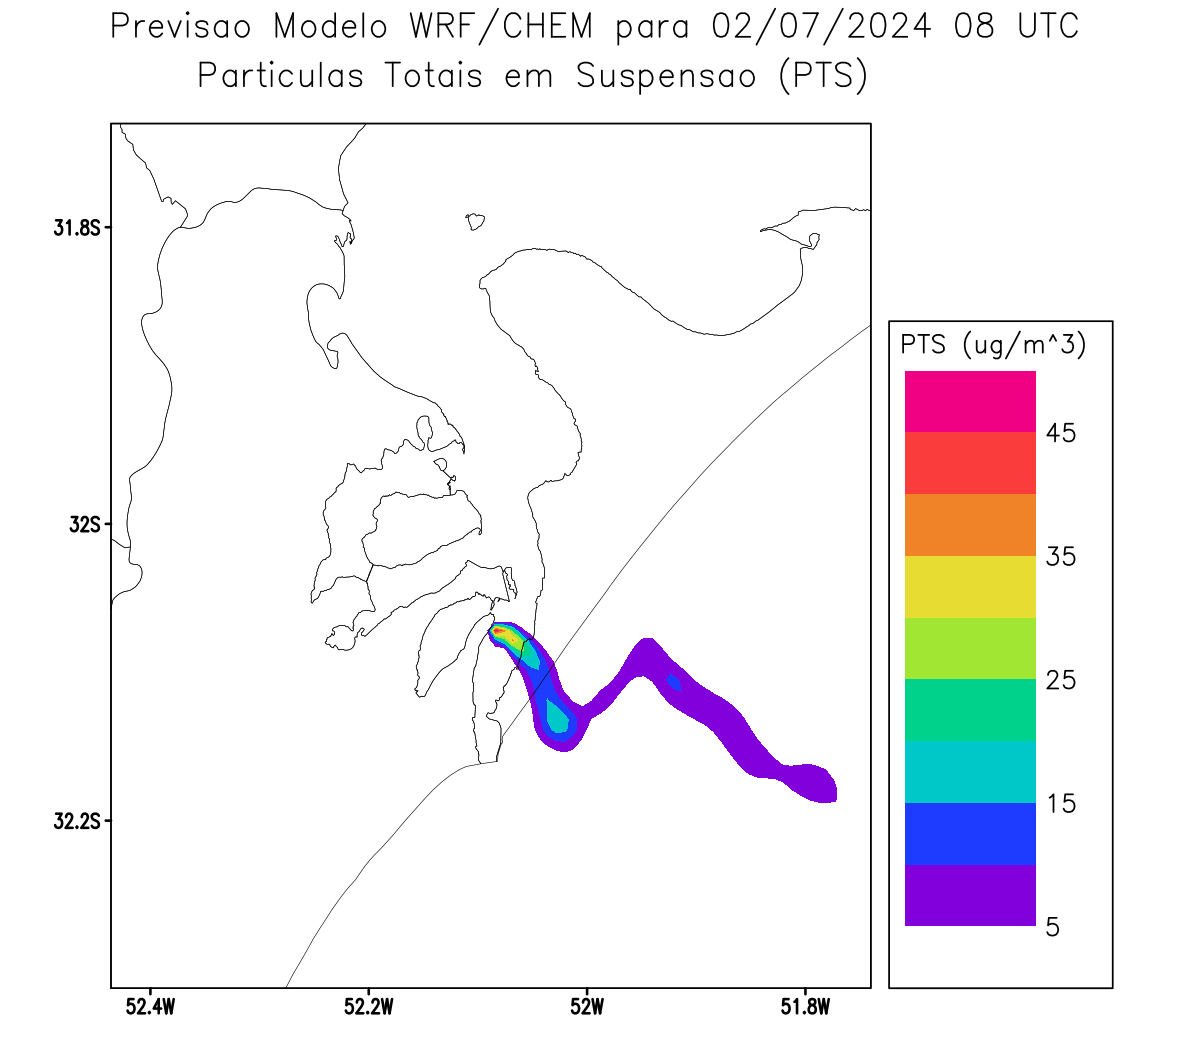 Previsao Modelo WRF/CHEM para 02/07/2024 08 UTC
Particulas Totais em Suspensao (PTS)
31.8S
32S
32.2S
52.4W
52.2W
52W
51.8W
PTS (ug/m^3)
45
35
25
15
5